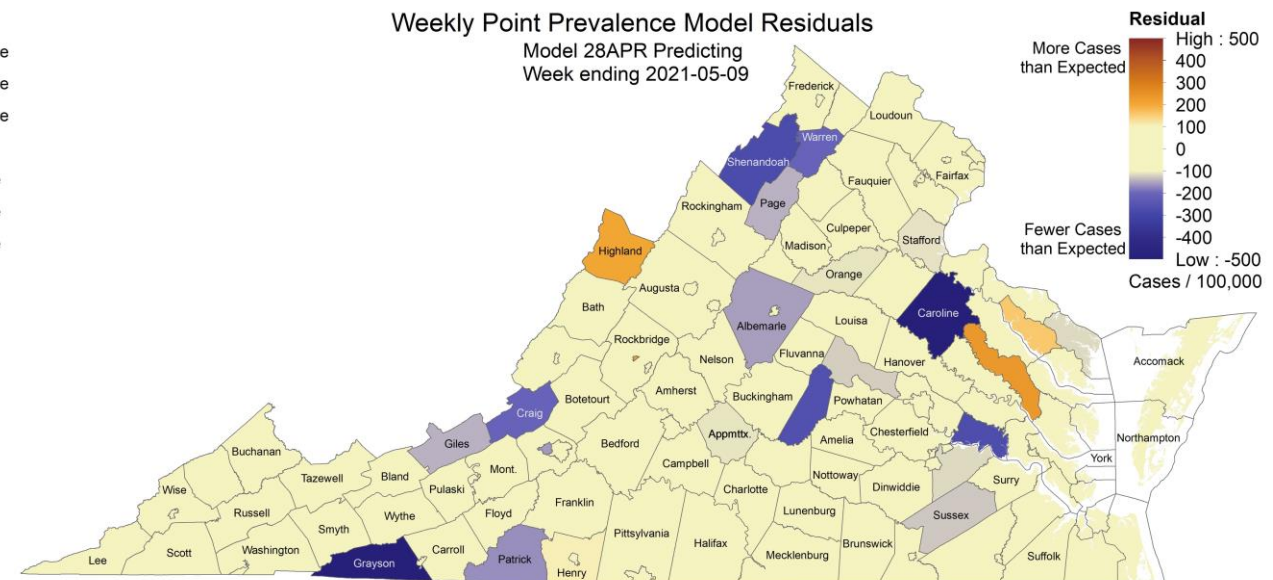 Weekly Point Prevalence Model Residuals
Model 28APR Predicting
Week ending 2021-05-09
Residual
More Cases
than Expected
High : 500
400
300
200
100
0
-100
-200
-300
-400
Low : -500
Fewer Cases
than Expected
Cases / 100,000
e
e
e
Frederick
Loudoun
Warren
Shenandoah
Fairfax
Fauquier
Page
Rockingham
Culpeper
Stafford
Madison
Highland
Orange
Augusta
Bath
Caroline
Albemarle
Louisa
Rockbridge
Fluvanna
Nelson
Hanover
Accomack
Amherst
Buckingham
Powhatan
Botetourt
Craig
Appmttx.
Chesterfield
Amelia
Northampton
Giles
Bedford
Buchanan
York
Campbell
Mont.
Tazewell
Bland
Nottoway
Surry
Pulaski
Charlotte
Dinwiddie
Wise
Franklin
Russell
Wythe
Floyd
Lunenburg
Sussex
Smyth
Pittsylvania
Halifax
Brunswick
Washington
Carroll
Scott
Mecklenburg
Suffolk
Lee
Grayson
Patrick
Henry